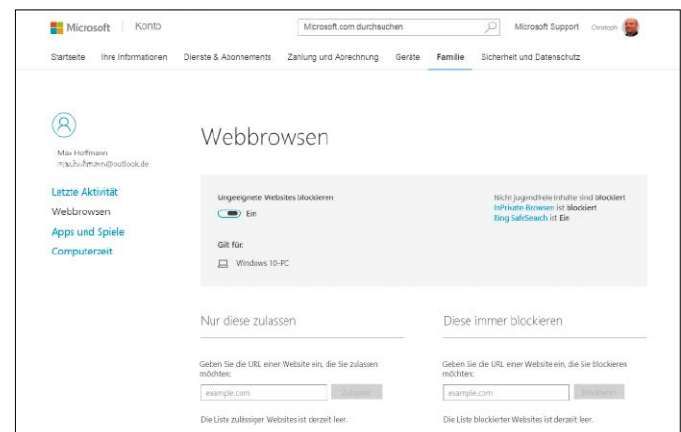 Microsoft Konto
Microsoft.com durchsuchen
Microsoft Support Christoph
Startseite Ihre Informationen Dienste & Abonnements Zahlung und Abrechnung Geräte Familie Sicherheit und Datenschutz
Webbrowsen
Max Hoffmann
Letzte Aktivität
Webbrowsen
Apps und Spiele
Computerzeit
Ungeeignete Websites blockieren
Ein
Gilt für:
Windows 10-PC
Nicht jugendfreie Inhalte sind blockiert
InPrivate-Browsen ist blockiert
Bing SafeSearch ist Ein
Nur diese zulassen
Geben Sie die URL einer Website ein, die Sie zulassen
möchten:
example.com
Zulassen
Die Liste zulässiger Websites ist derzeit leer.
Diese immer blockieren
Geben Sie die URL einer Website ein, die Sie blockieren
möchten:
example.com
Blockieren
Die Liste blockierter Websites ist derzeit leer.